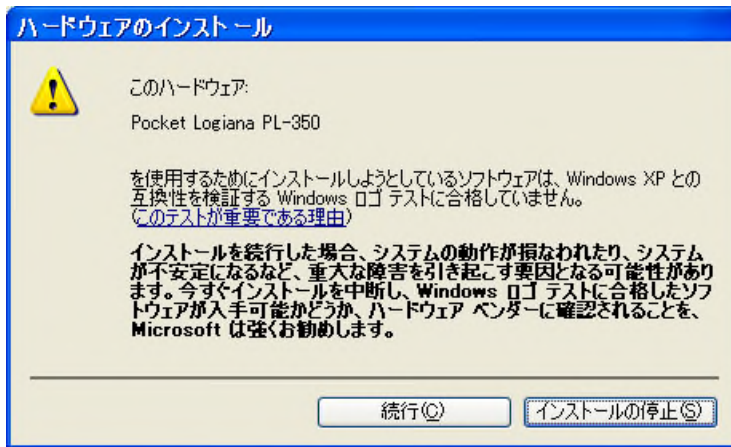 ハードウェアのインストール
このハードウェア:
Pocket Logiana PL-350
を使用するためにインストールしようとしているソフトウェアは、Windows XP との
互換性を検証する Windows ロゴ テストに合格していません。
(このテストが重要である理由)
インストールを続行した場合、システムの動作が損なわれたり、システム
が不安定になるなど、重大な障害を引き起こす要因となる可能性があり
ます。今すぐインストールを中断し、Windows ロゴ テストに合格したソフ
トウェアが入手可能かどうか、ハードウェア ベンダーに確認されることを、
Microsoft は強くお勧めします。
続行(C)
インストールの停止(S)